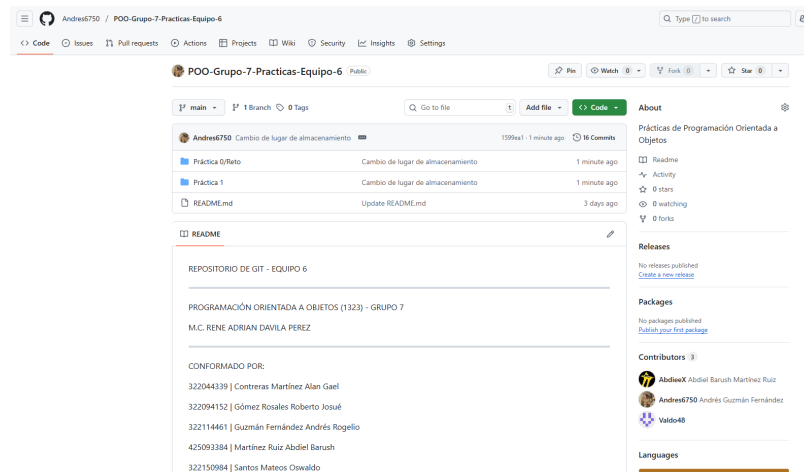 Andres6750 / POO-Grupo-7-Practicas-Equipo-6
Type / to search
Code Issues Pull requests Actions Projects Wiki Security Insights Settings
POO-Grupo-7-Practicas-Equipo-6 Public
Pin Watch 0 Fork 0 Star 0
main 1 Branch 0 Tags Go to file t Add file Code
Andres6750 Cambio de lugar de almacenamiento 1599ea1 · 1 minute ago 16 Commits
Práctica 0/Reto Cambio de lugar de almacenamiento 1 minute ago
Práctica 1 Cambio de lugar de almacenamiento 1 minute ago
README.md Update README.md 3 days ago
README
REPOSITORIO DE GIT - EQUIPO 6
PROGRAMACIÓN ORIENTADA A OBJETOS (1323) - GRUPO 7
M.C. RENE ADRIAN DAVILA PEREZ
CONFORMADO POR:
322044339 | Contreras Martínez Alan Gael
322094152 | Gómez Rosales Roberto Josué
322114461 | Guzmán Fernández Andrés Rogelio
425093384 | Martínez Ruiz Abdiel Barush
322150984 | Santos Mateos Oswaldo
About
Prácticas de Programación Orientada a
Objetos
Readme
Activity
0 stars
0 watching
0 forks
Releases
No releases published
Create a new release
Packages
No packages published
Publish your first package
Contributors 3
AbdieeX Abdiel Barush Martínez Ruiz
Andres6750 Andrés Guzmán Fernández
Valdo48
Languages